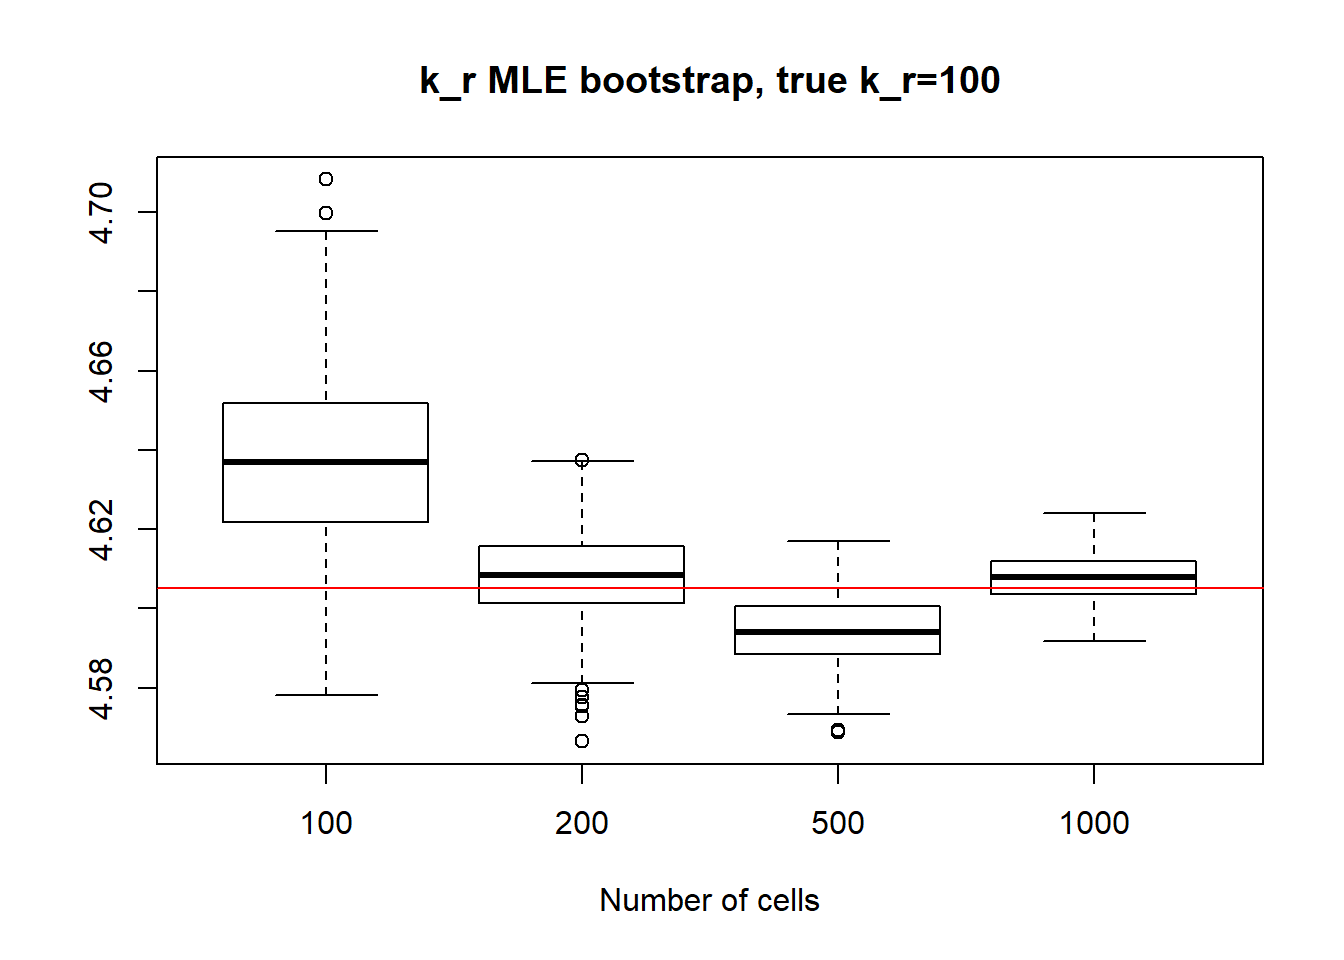 k_r MLE bootstrap, true k_r=100
4.70
4.66
4.62
4.58
100 200 500 1000
Number of cells